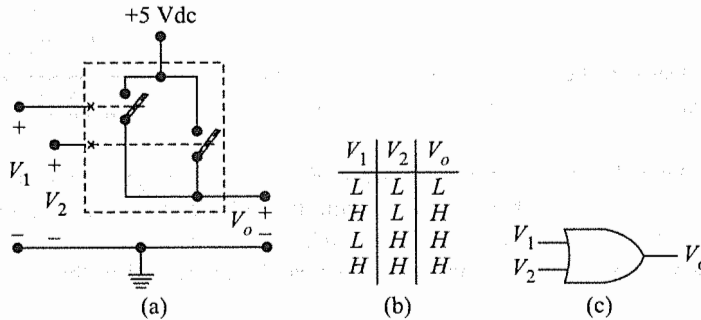 +5 Vdc
+
V1
+
V2
Vo
+
−
−
−
(a)
V1 V2 Vo
L L L
H L H
L H H
H H H
(b)
V1
V2
Vo
(c)